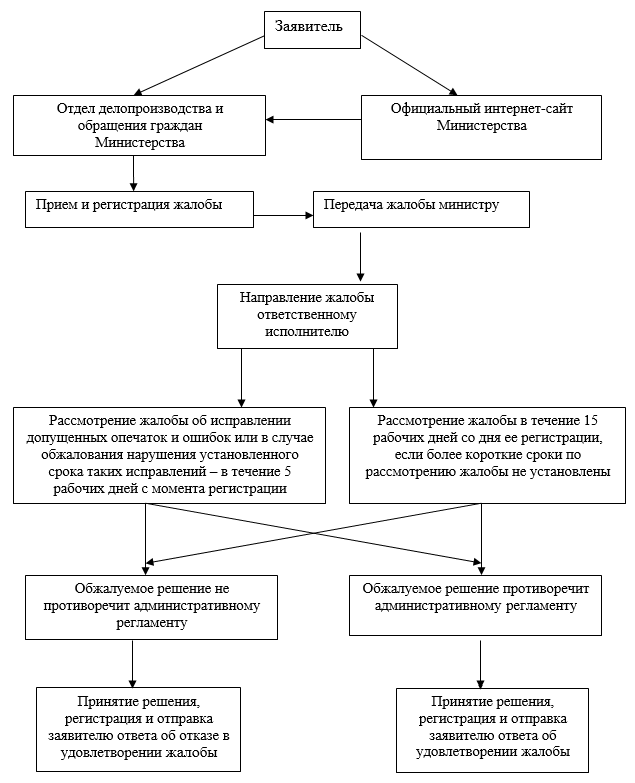 Заявитель
Отдел делопроизводства и
обращения граждан
Министерства
Официальный интернет-сайт
Министерства
Прием и регистрация жалобы
Передача жалобы министру
Направление жалобы
ответственному
исполнителю
Рассмотрение жалобы об исправлении
допущенных опечаток и ошибок или в случае
обжалования нарушения установленного
срока таких исправлений – в течение 5
рабочих дней с момента регистрации
Рассмотрение жалобы в течение 15
рабочих дней со дня ее регистрации,
если более короткие сроки по
рассмотрению жалобы не установлены
Обжалуемое решение не
противоречит административному
регламенту
Обжалуемое решение противоречит
административному регламенту
Принятие решения,
регистрация и отправка
заявителю ответа об отказе в
удовлетворении жалобы
Принятие решения,
регистрация и отправка
заявителю ответа об
удовлетворении жалобы